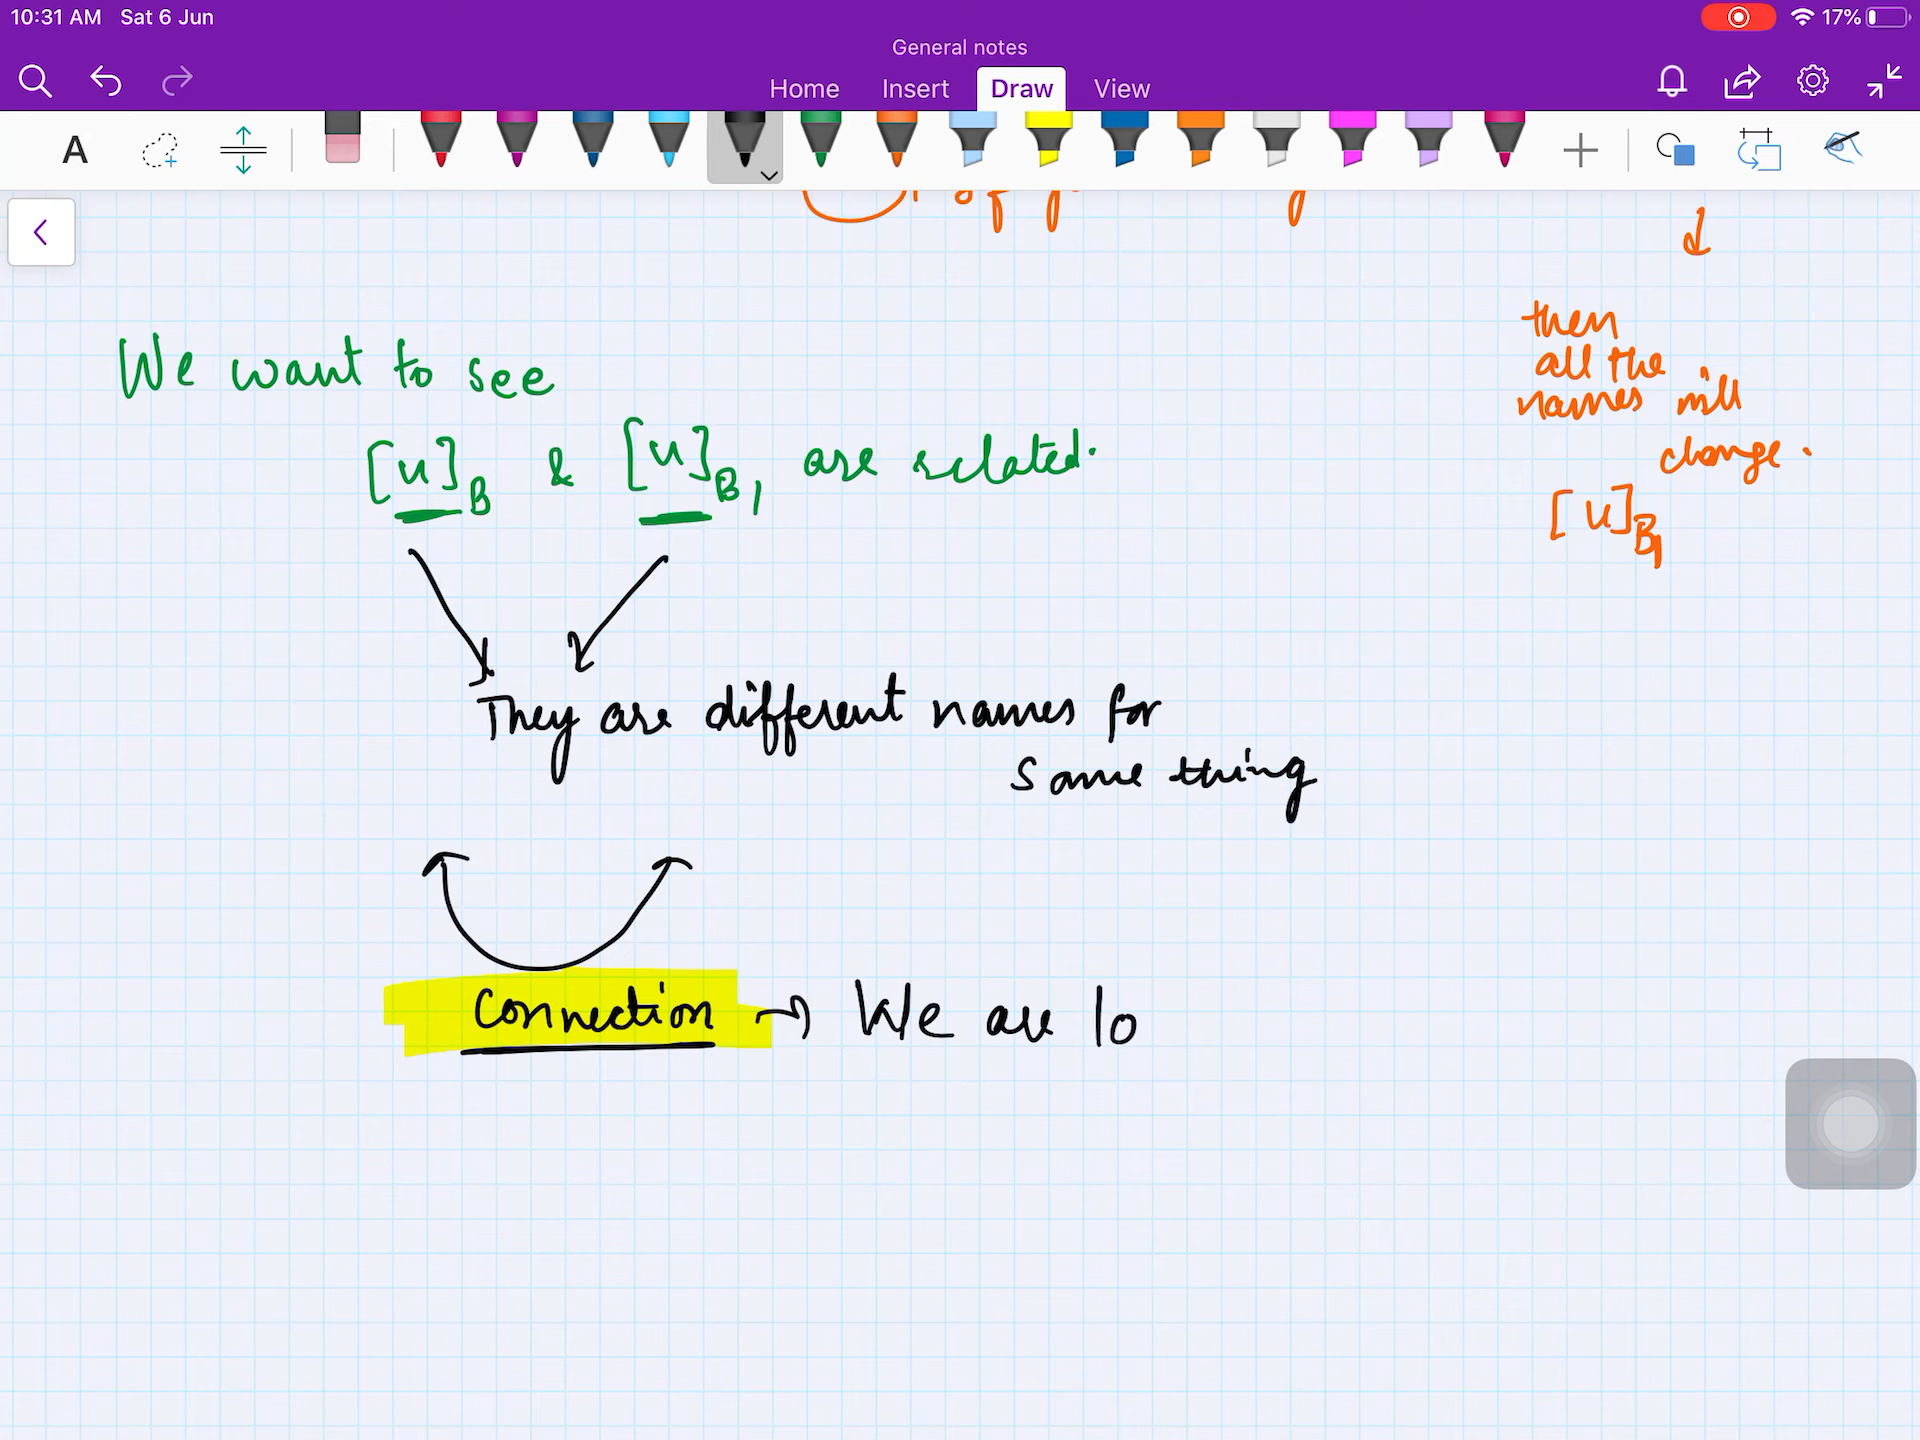 10:31 AM Sat 6 Jun
17%
General notes
Home Insert Draw View
A
then
all the
names will
change.
[u]B1
We want to see
[u]B & [u]B1 are related.
They are different names for
same thing
Connection → We are lo